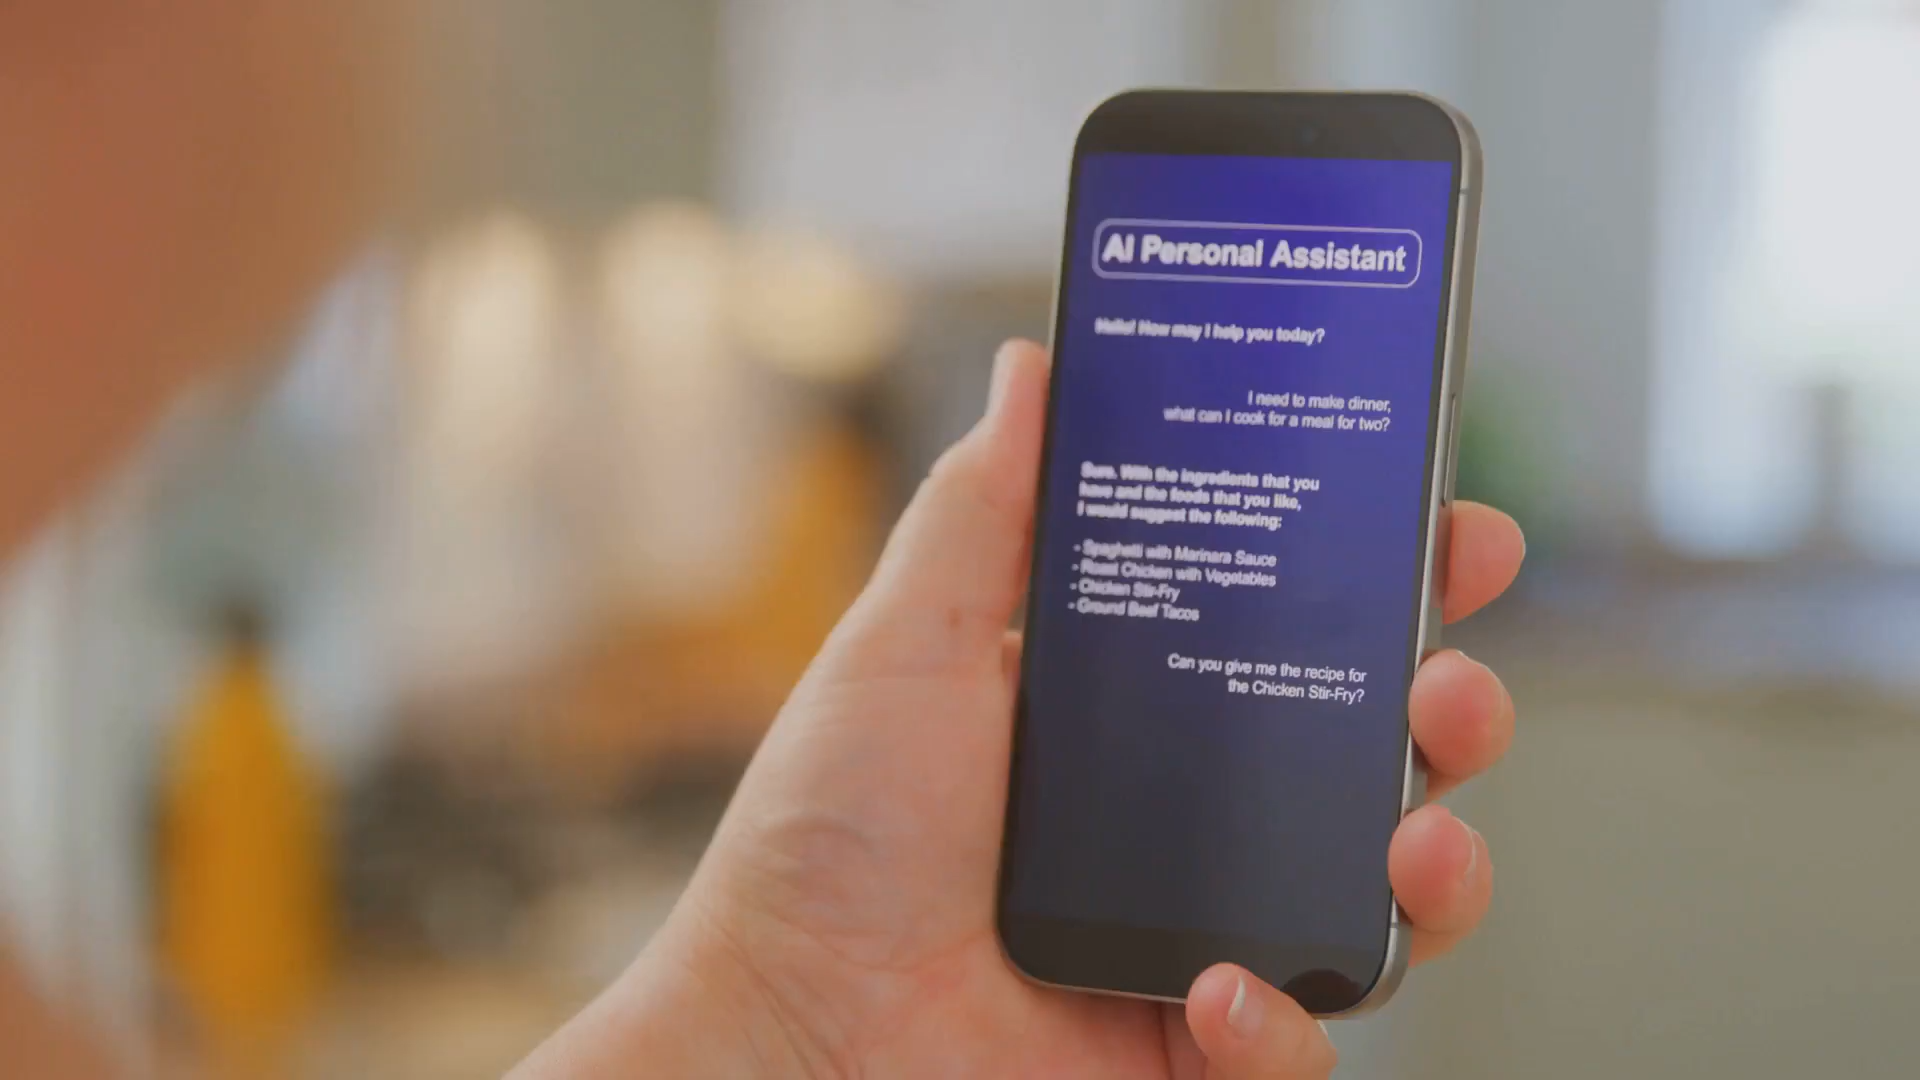 AI Personal Assistant
Hello! How may I help you today?
I need to make dinner,
what can I cook for a meal for two?
Sure. With the ingredients that you
have and the foods that you like,
I would suggest the following:
- Spaghetti with Marinara Sauce
- Roast Chicken with Vegetables
- Chicken Stir-Fry
- Ground Beef Tacos
Can you give me the recipe for
the Chicken Stir-Fry?